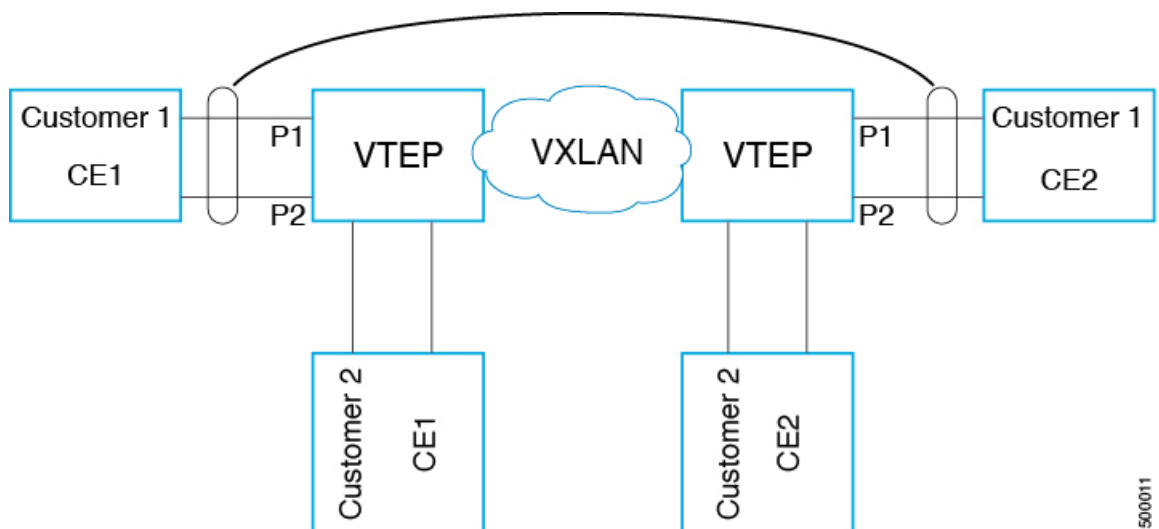 Customer 1
CE1
P1
P2
VTEP
VXLAN
VTEP
P1
P2
Customer 1
CE2
Customer 2
CE1
Customer 2
CE2
500011